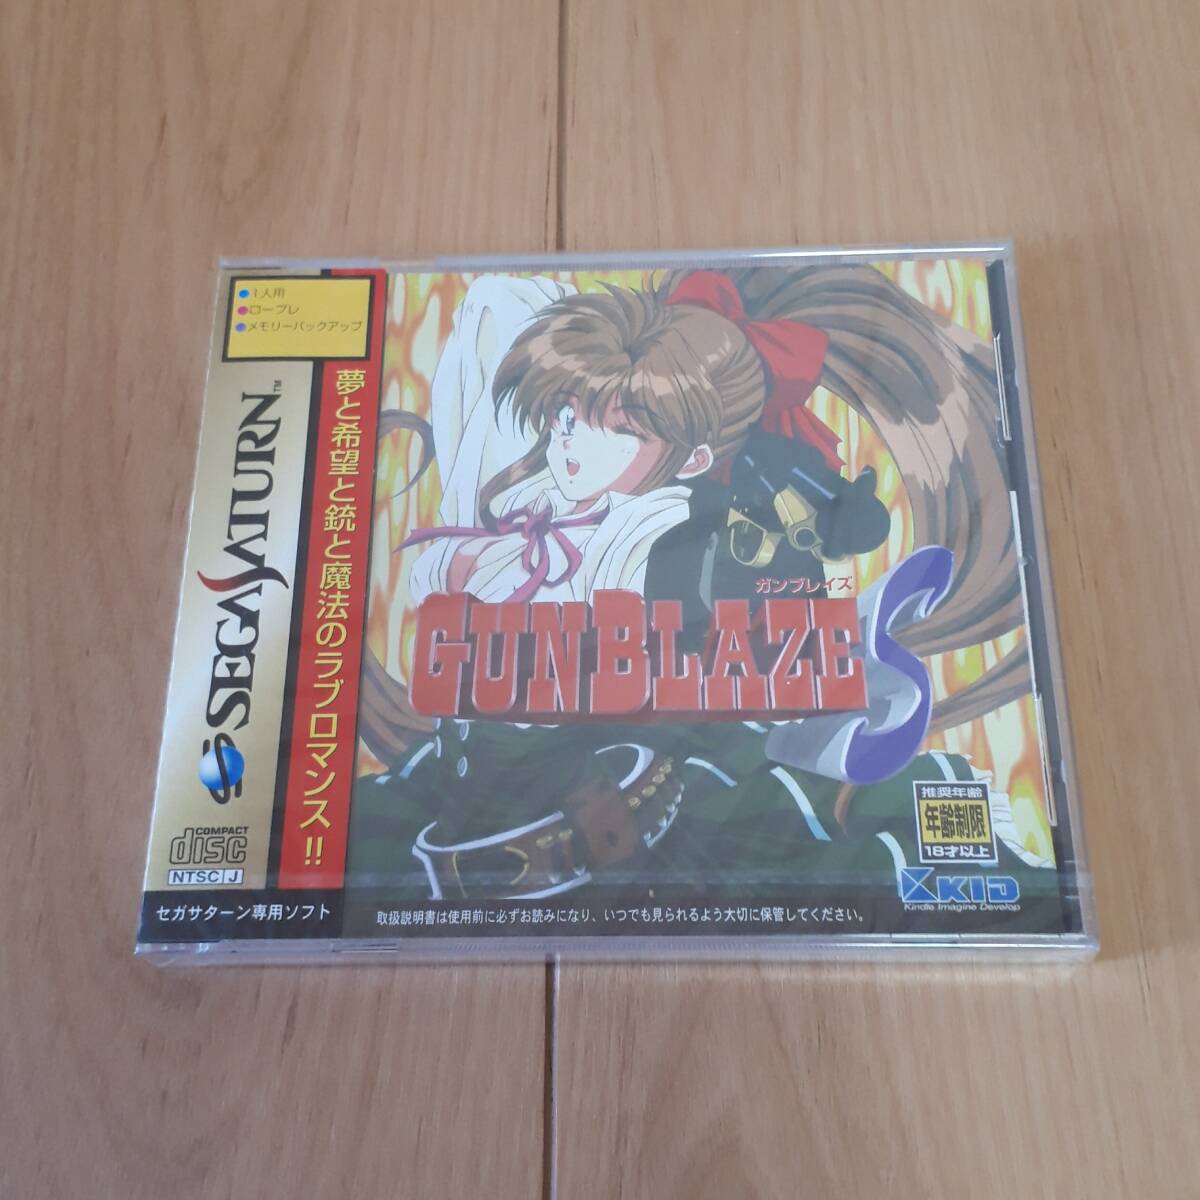 1人用
ロープレ
メモリーバックアップ
夢と希望と銃と魔法のラブロマンス!!
SEGA SATURN™
COMPACT
disc
NTSC J
セガサターン専用ソフト
ガンブレイズ
GUNBLAZE S
推奨年齢
年齢制限
18才以上
KID
Kindle Imagine Develop
取扱説明書は使用前に必ずお読みになり、いつでも見られるよう大切に保管してください。